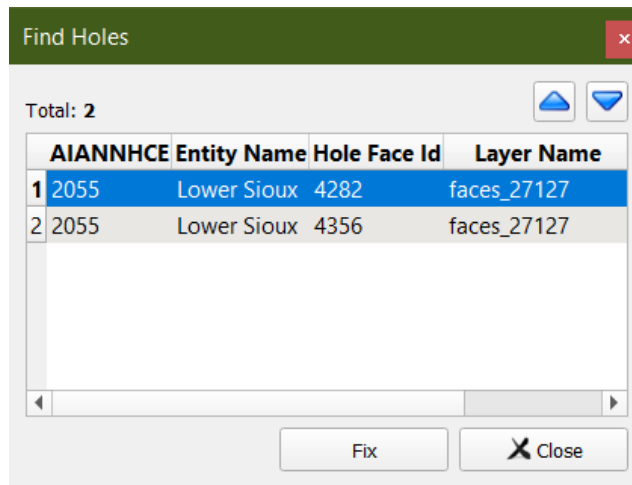 Find Holes
Total: 2
AIANNHCE Entity Name Hole Face Id Layer Name
1 2055 Lower Sioux 4282 faces_27127
2 2055 Lower Sioux 4356 faces_27127
Fix Close